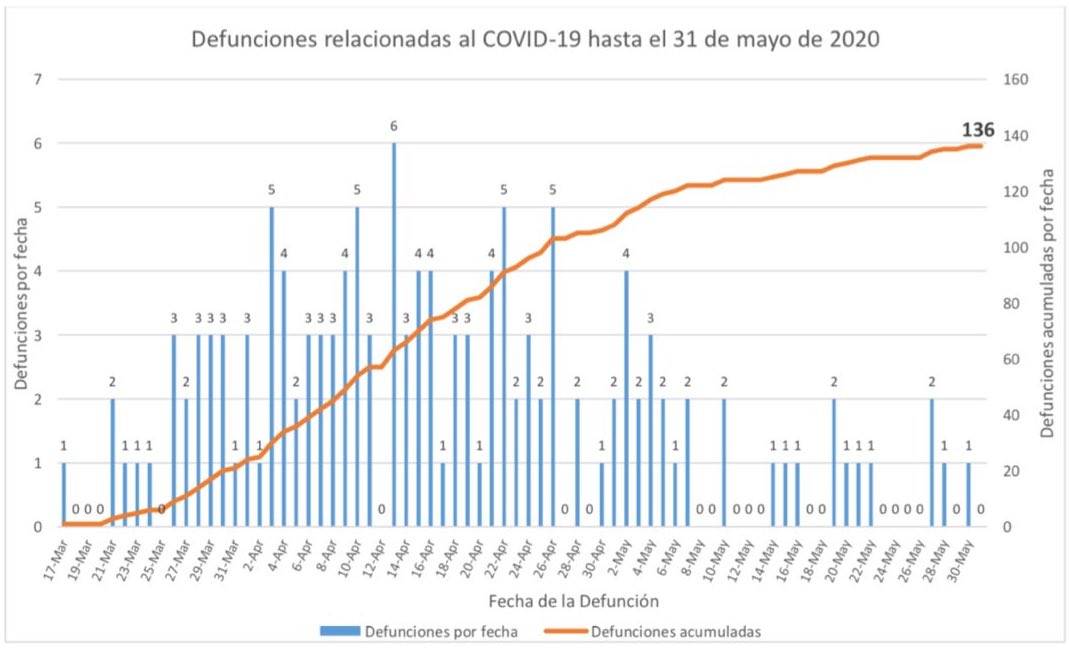 Defunciones relacionadas al COVID-19 hasta el 31 de mayo de 2020
Defunciones por fecha
7
6
5
4
3
2
1
0
1 0 0 0 2 1 1 1 0 3 2 3 3 3 1 3 1 5 4 2 3 3 3 4 5 3 0 6 3 4 4 1 3 3 1 4 5 2 3 2 5 0 2 0 1 2 4 2 3 2 1 2 0 0 2 0 0 0 1 1 1 0 0 2 1 1 1 0 0 0 0 2 1 0 1 0
136
160
140
120
100
80
60
40
20
0
Defunciones acumuladas por fecha
17-Mar 19-Mar 21-Mar 23-Mar 25-Mar 27-Mar 29-Mar 31-Mar 2-Apr 4-Apr 6-Apr 8-Apr 10-Apr 12-Apr 14-Apr 16-Apr 18-Apr 20-Apr 22-Apr 24-Apr 26-Apr 28-Apr 30-Apr 2-May 4-May 6-May 8-May 10-May 12-May 14-May 16-May 18-May 20-May 22-May 24-May 26-May 28-May 30-May
Fecha de la Defunción
Defunciones por fecha Defunciones acumuladas